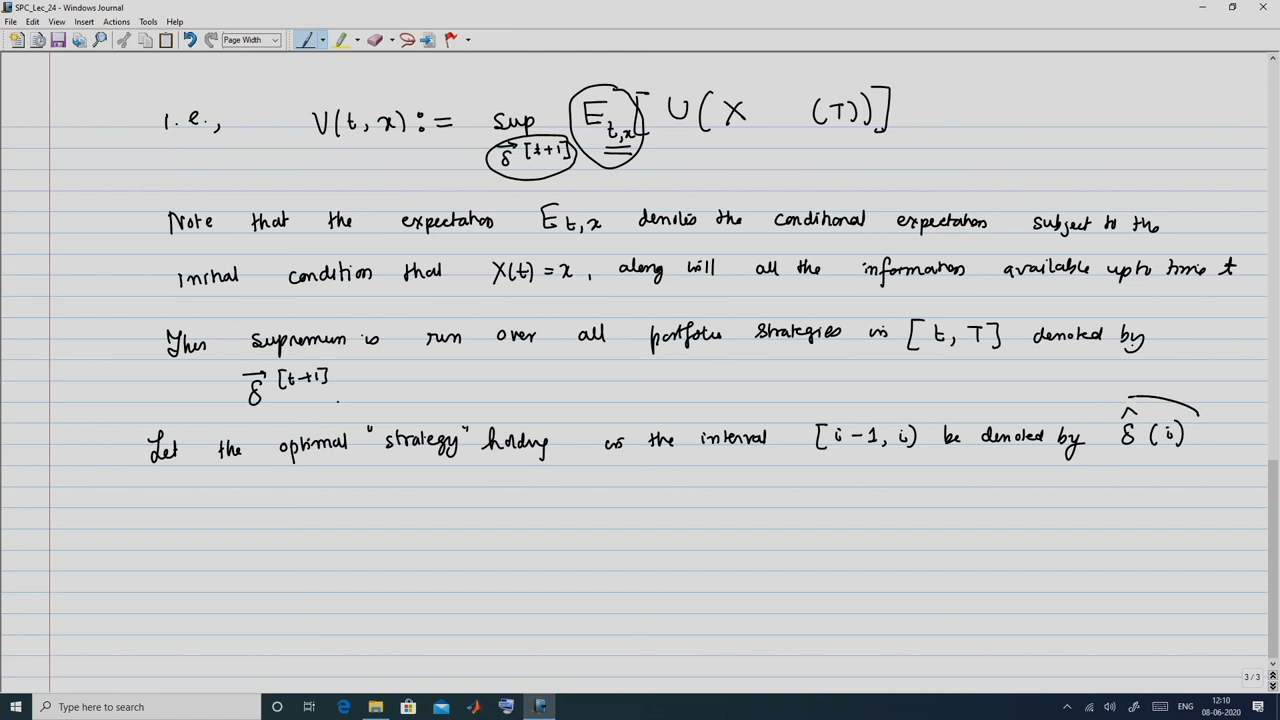 SPC_Lec_24 - Windows Journal
File Edit View Insert Actions Tools Help
Page Width
i.e., V(t, x) := sup E_{t,x} [ U( X (T)) ]
δ⃗ [t+1]
Note that the expectation E_{t,x} denotes the conditional expectation subject to the
initial condition that X(t) = x, along will all the information available upto time t
This supremum is run over all portfolio strategies in [t, T] denoted by
δ⃗ [t+1].
Let the optimal "strategy" holding in the interval [i-1, i) be denoted by δ̂(i)
3 / 3
Type here to search
ENG
12:10
08-06-2020